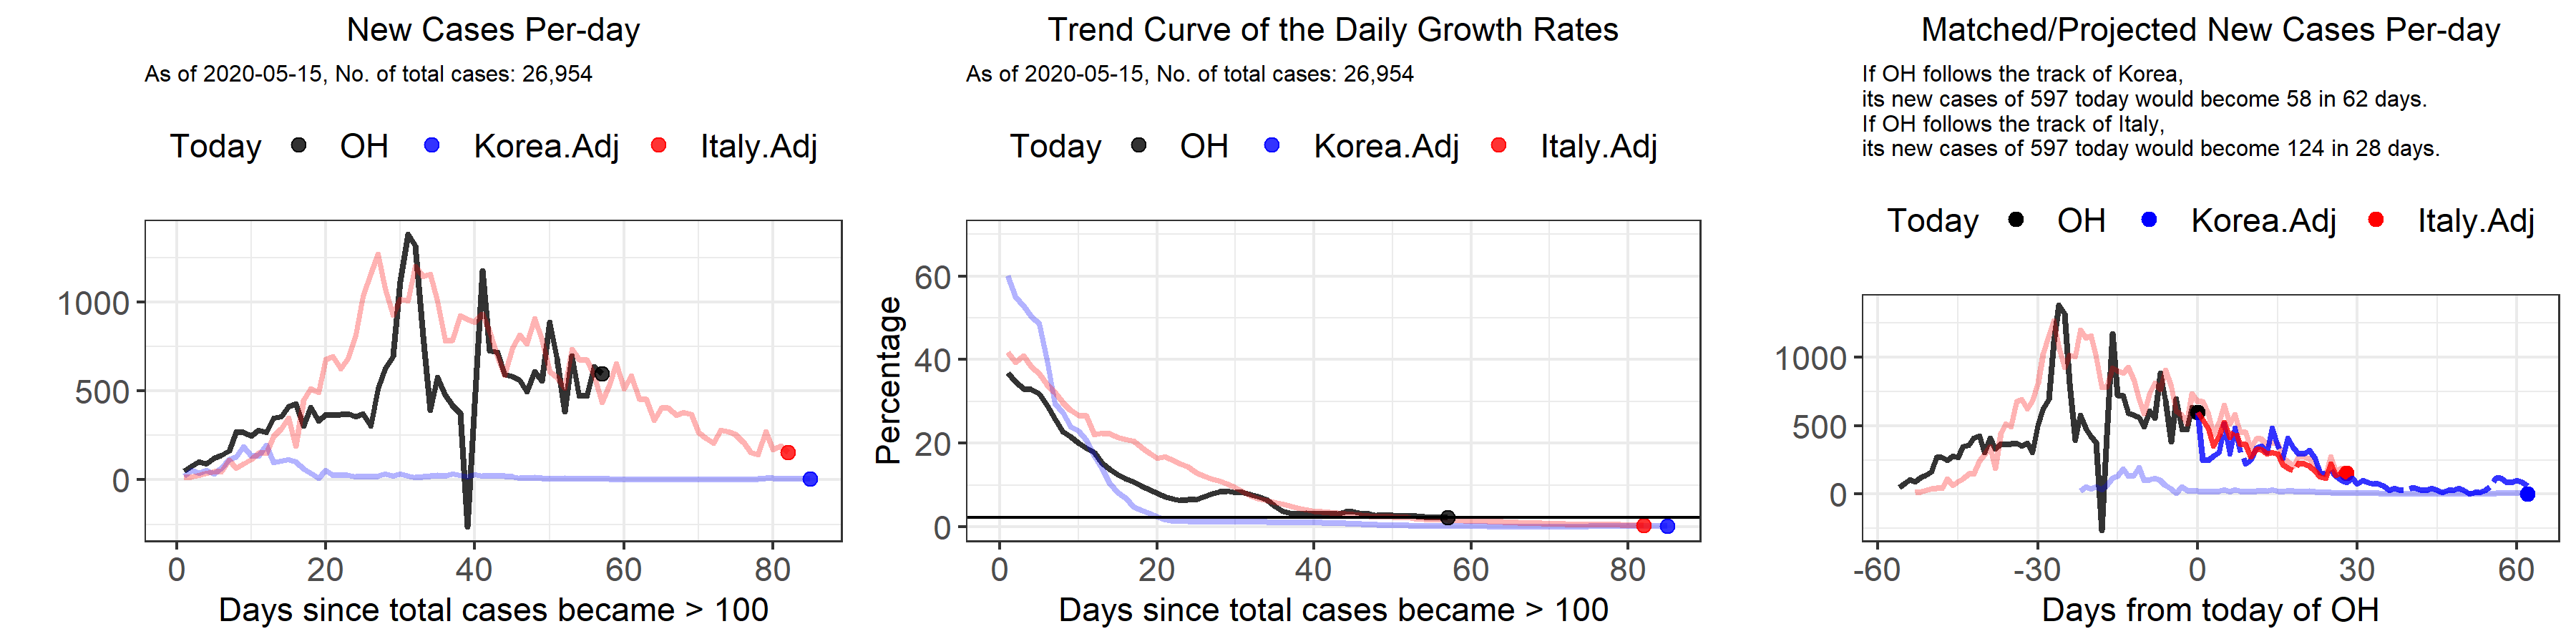 New Cases Per-day
As of 2020-05-15, No. of total cases: 26,954
Today OH Korea.Adj Italy.Adj
1000
500
0
0 20 40 60 80
Days since total cases became > 100
Trend Curve of the Daily Growth Rates
As of 2020-05-15, No. of total cases: 26,954
Today OH Korea.Adj Italy.Adj
Percentage
60
40
20
0
0 20 40 60 80
Days since total cases became > 100
Matched/Projected New Cases Per-day
If OH follows the track of Korea,
its new cases of 597 today would become 58 in 62 days.
If OH follows the track of Italy,
its new cases of 597 today would become 124 in 28 days.
Today OH Korea.Adj Italy.Adj
1000
500
0
-60 -30 0 30 60
Days from today of OH